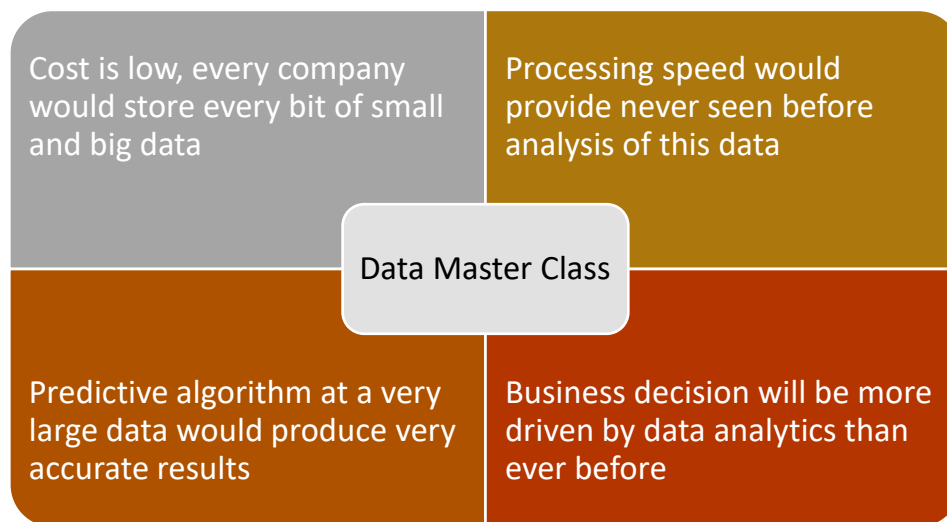 Cost is low, every company
would store every bit of small
and big data
Processing speed would
provide never seen before
analysis of this data
Data Master Class
Predictive algorithm at a very
large data would produce very
accurate results
Business decision will be more
driven by data analytics than
ever before